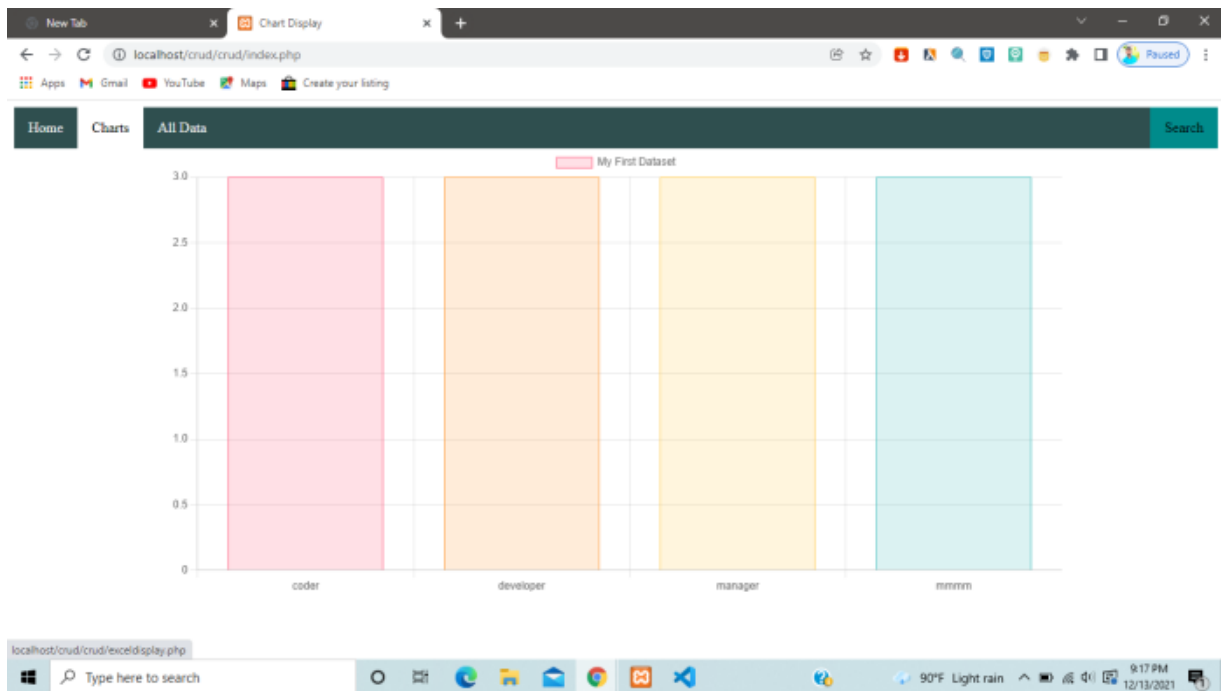 New Tab
Chart Display
localhost/crud/crud/index.php
Paused
Apps Gmail YouTube Maps Create your listing
Home Charts All Data Search
My First Dataset
3.0
2.5
2.0
1.5
1.0
0.5
0
coder developer manager mmmm
localhost/crud/crud/exceldisplay.php
Type here to search
90°F Light rain
9:17 PM
12/13/2021
1